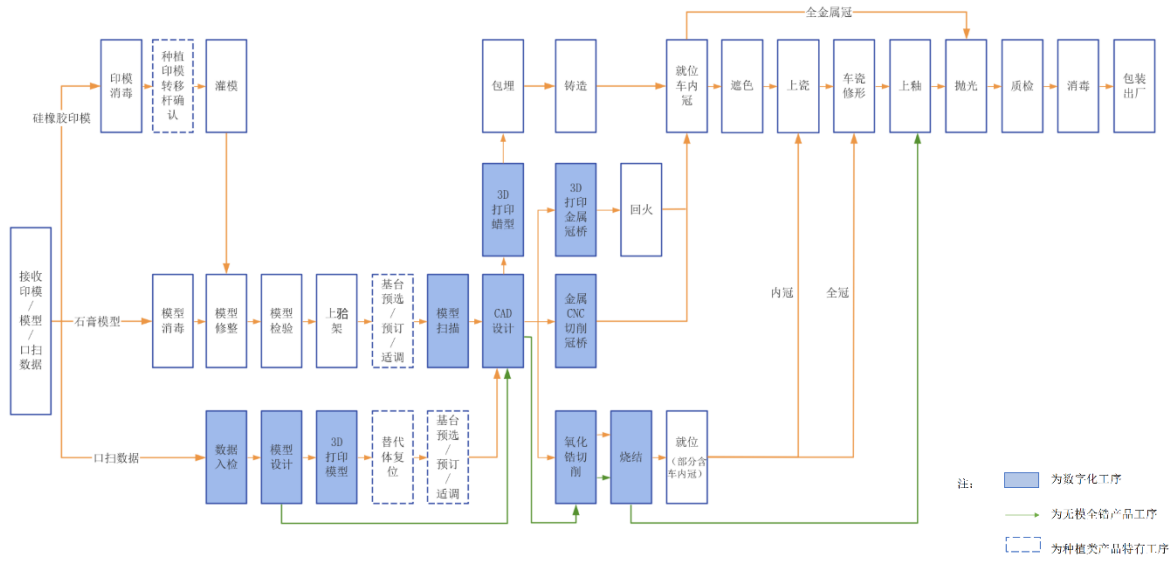 全金属冠
印模
消毒
种植
印模
转移
杆确
认
灌模
包埋
铸造
就位
车内
冠
遮色
上瓷
车瓷
修形
上釉
抛光
质检
消毒
包装
出厂
硅橡胶印模
3D
打印
蜡型
3D
打印
金属
冠桥
回火
接收
印模
/
模型
/
口扫
数据
石膏模型
模型
消毒
模型
修整
模型
检验
上𬌗
架
基台
预选
/
预订
/
适调
模型
扫描
CAD
设计
金属
CNC
切削
冠桥
内冠
全冠
口扫数据
数据
入检
模型
设计
3D
打印
模型
替代
体复
位
基台
预选
/
预订
/
适调
氧化
锆切
削
烧结
就位
(部分含
车内冠)
注:
为数字化工序
为无模全锆产品工序
为种植类产品特有工序